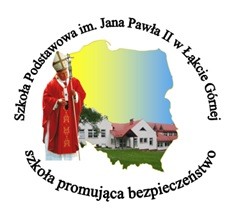 Szkoła Podstawowa im. Jana Pawła II w Łąkcie Górnej
szkoła promująca bezpieczeństwo